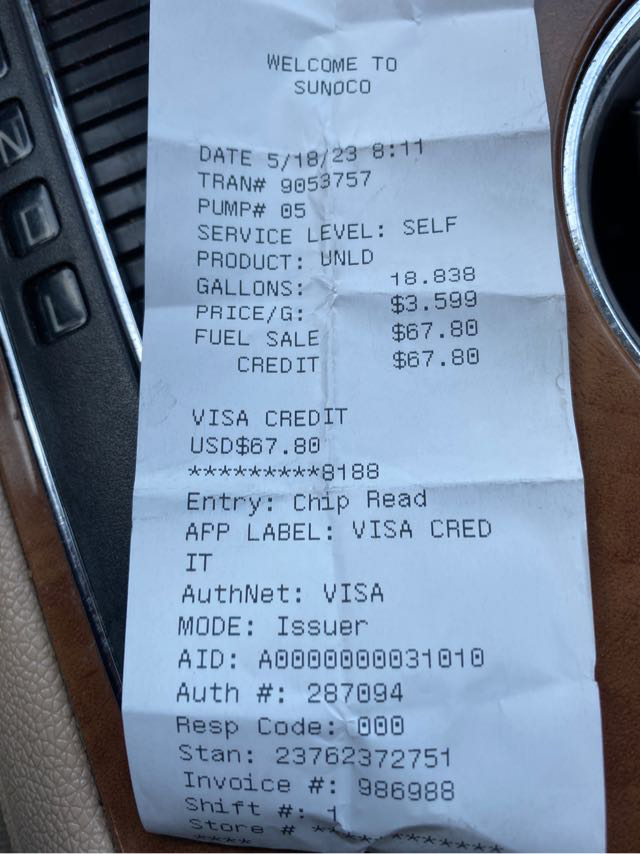 WELCOME TO
SUNOCO
DATE 5/18/23 8:11
TRAN# 9053757
PUMP# 05
SERVICE LEVEL: SELF
PRODUCT: UNLD
GALLONS: 18.838
PRICE/G: $3.599
FUEL SALE $67.80
CREDIT $67.80
VISA CREDIT
USD$67.80
*********8188
Entry: Chip Read
APP LABEL: VISA CRED
IT
AuthNet: VISA
MODE: Issuer
AID: A0000000031010
Auth #: 287094
Resp Code: 000
Stan: 23762372751
Invoice #: 986988
Shift #: 1
Store # ************
****
N
D
L